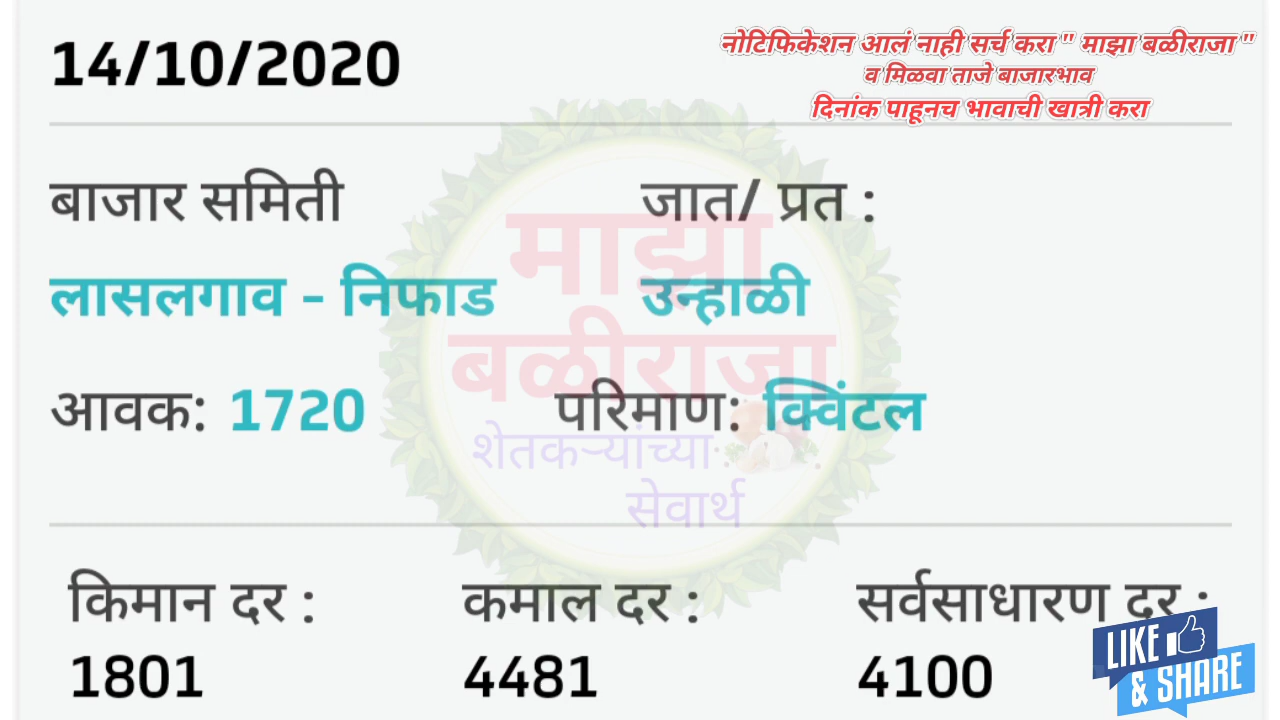 14/10/2020
नोटिफिकेशन आलं नाही सर्च करा " माझा बळीराजा "
व मिळवा ताजे बाजारभाव
दिनांक पाहूनच भावाची खात्री करा
बाजार समिती
जात/ प्रत :
लासलगाव - निफाड
उन्हाळी
आवक: 1720
परिमाण: क्विंटल
माझा
बळीराजा
शेतकऱ्यांच्या
सेवार्थ
किमान दर :
कमाल दर :
सर्वसाधारण दर :
1801
4481
4100
LIKE
& SHARE